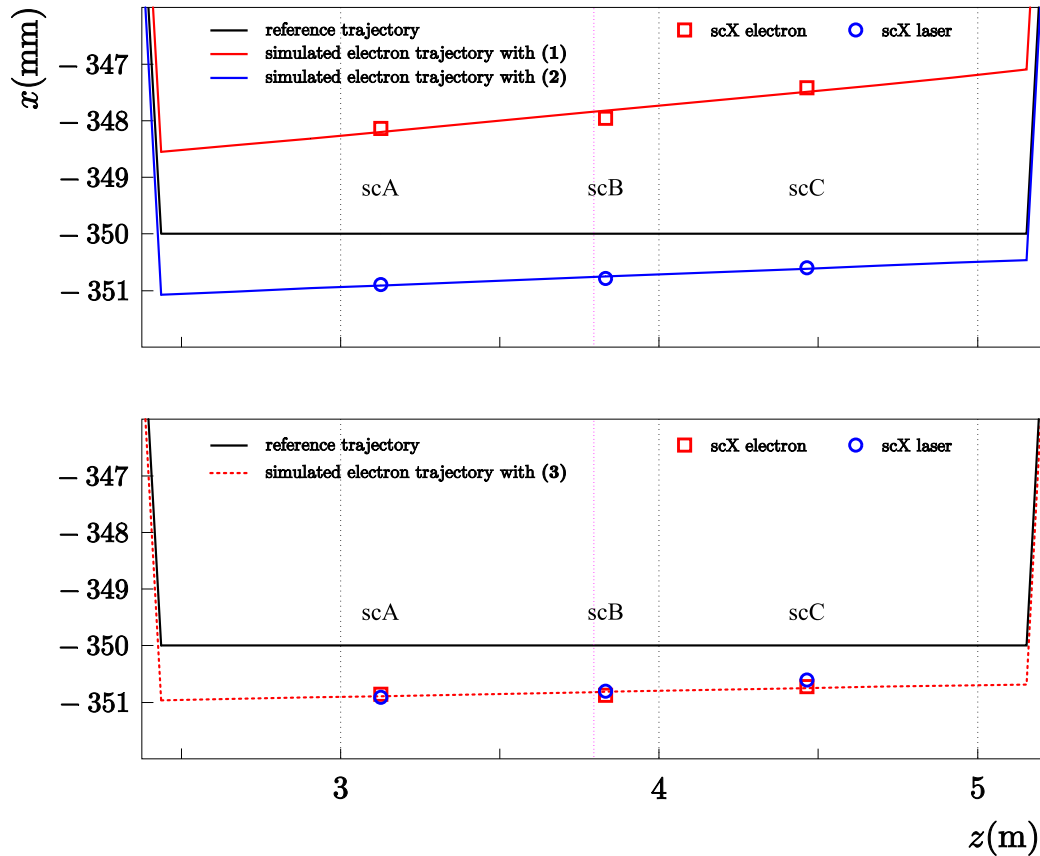 x(mm)
reference trajectory
simulated electron trajectory with (1)
simulated electron trajectory with (2)
scX electron
scX laser
−347
−348
−349
−350
−351
scA
scB
scC
reference trajectory
simulated electron trajectory with (3)
scX electron
scX laser
−347
−348
−349
−350
−351
scA
scB
scC
3
4
5
z(m)